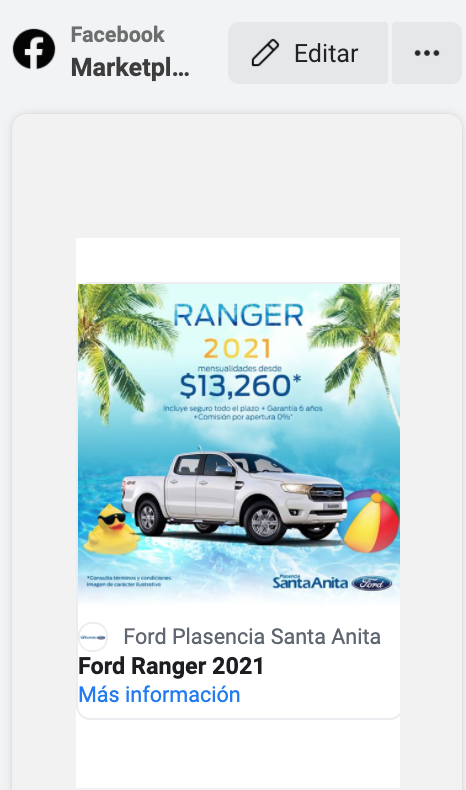 Facebook
Marketpl...
Editar
RANGER
2021
mensualidades desde
$13,260*
Incluye seguro todo el plazo + Garantía 6 años
+Comisión por apertura 0%*
*Consulta términos y condiciones.
Imagen de carácter ilustrativo
Plasencia
SantaAnita Ford
Ford Plasencia Santa Anita
Ford Ranger 2021
Más información